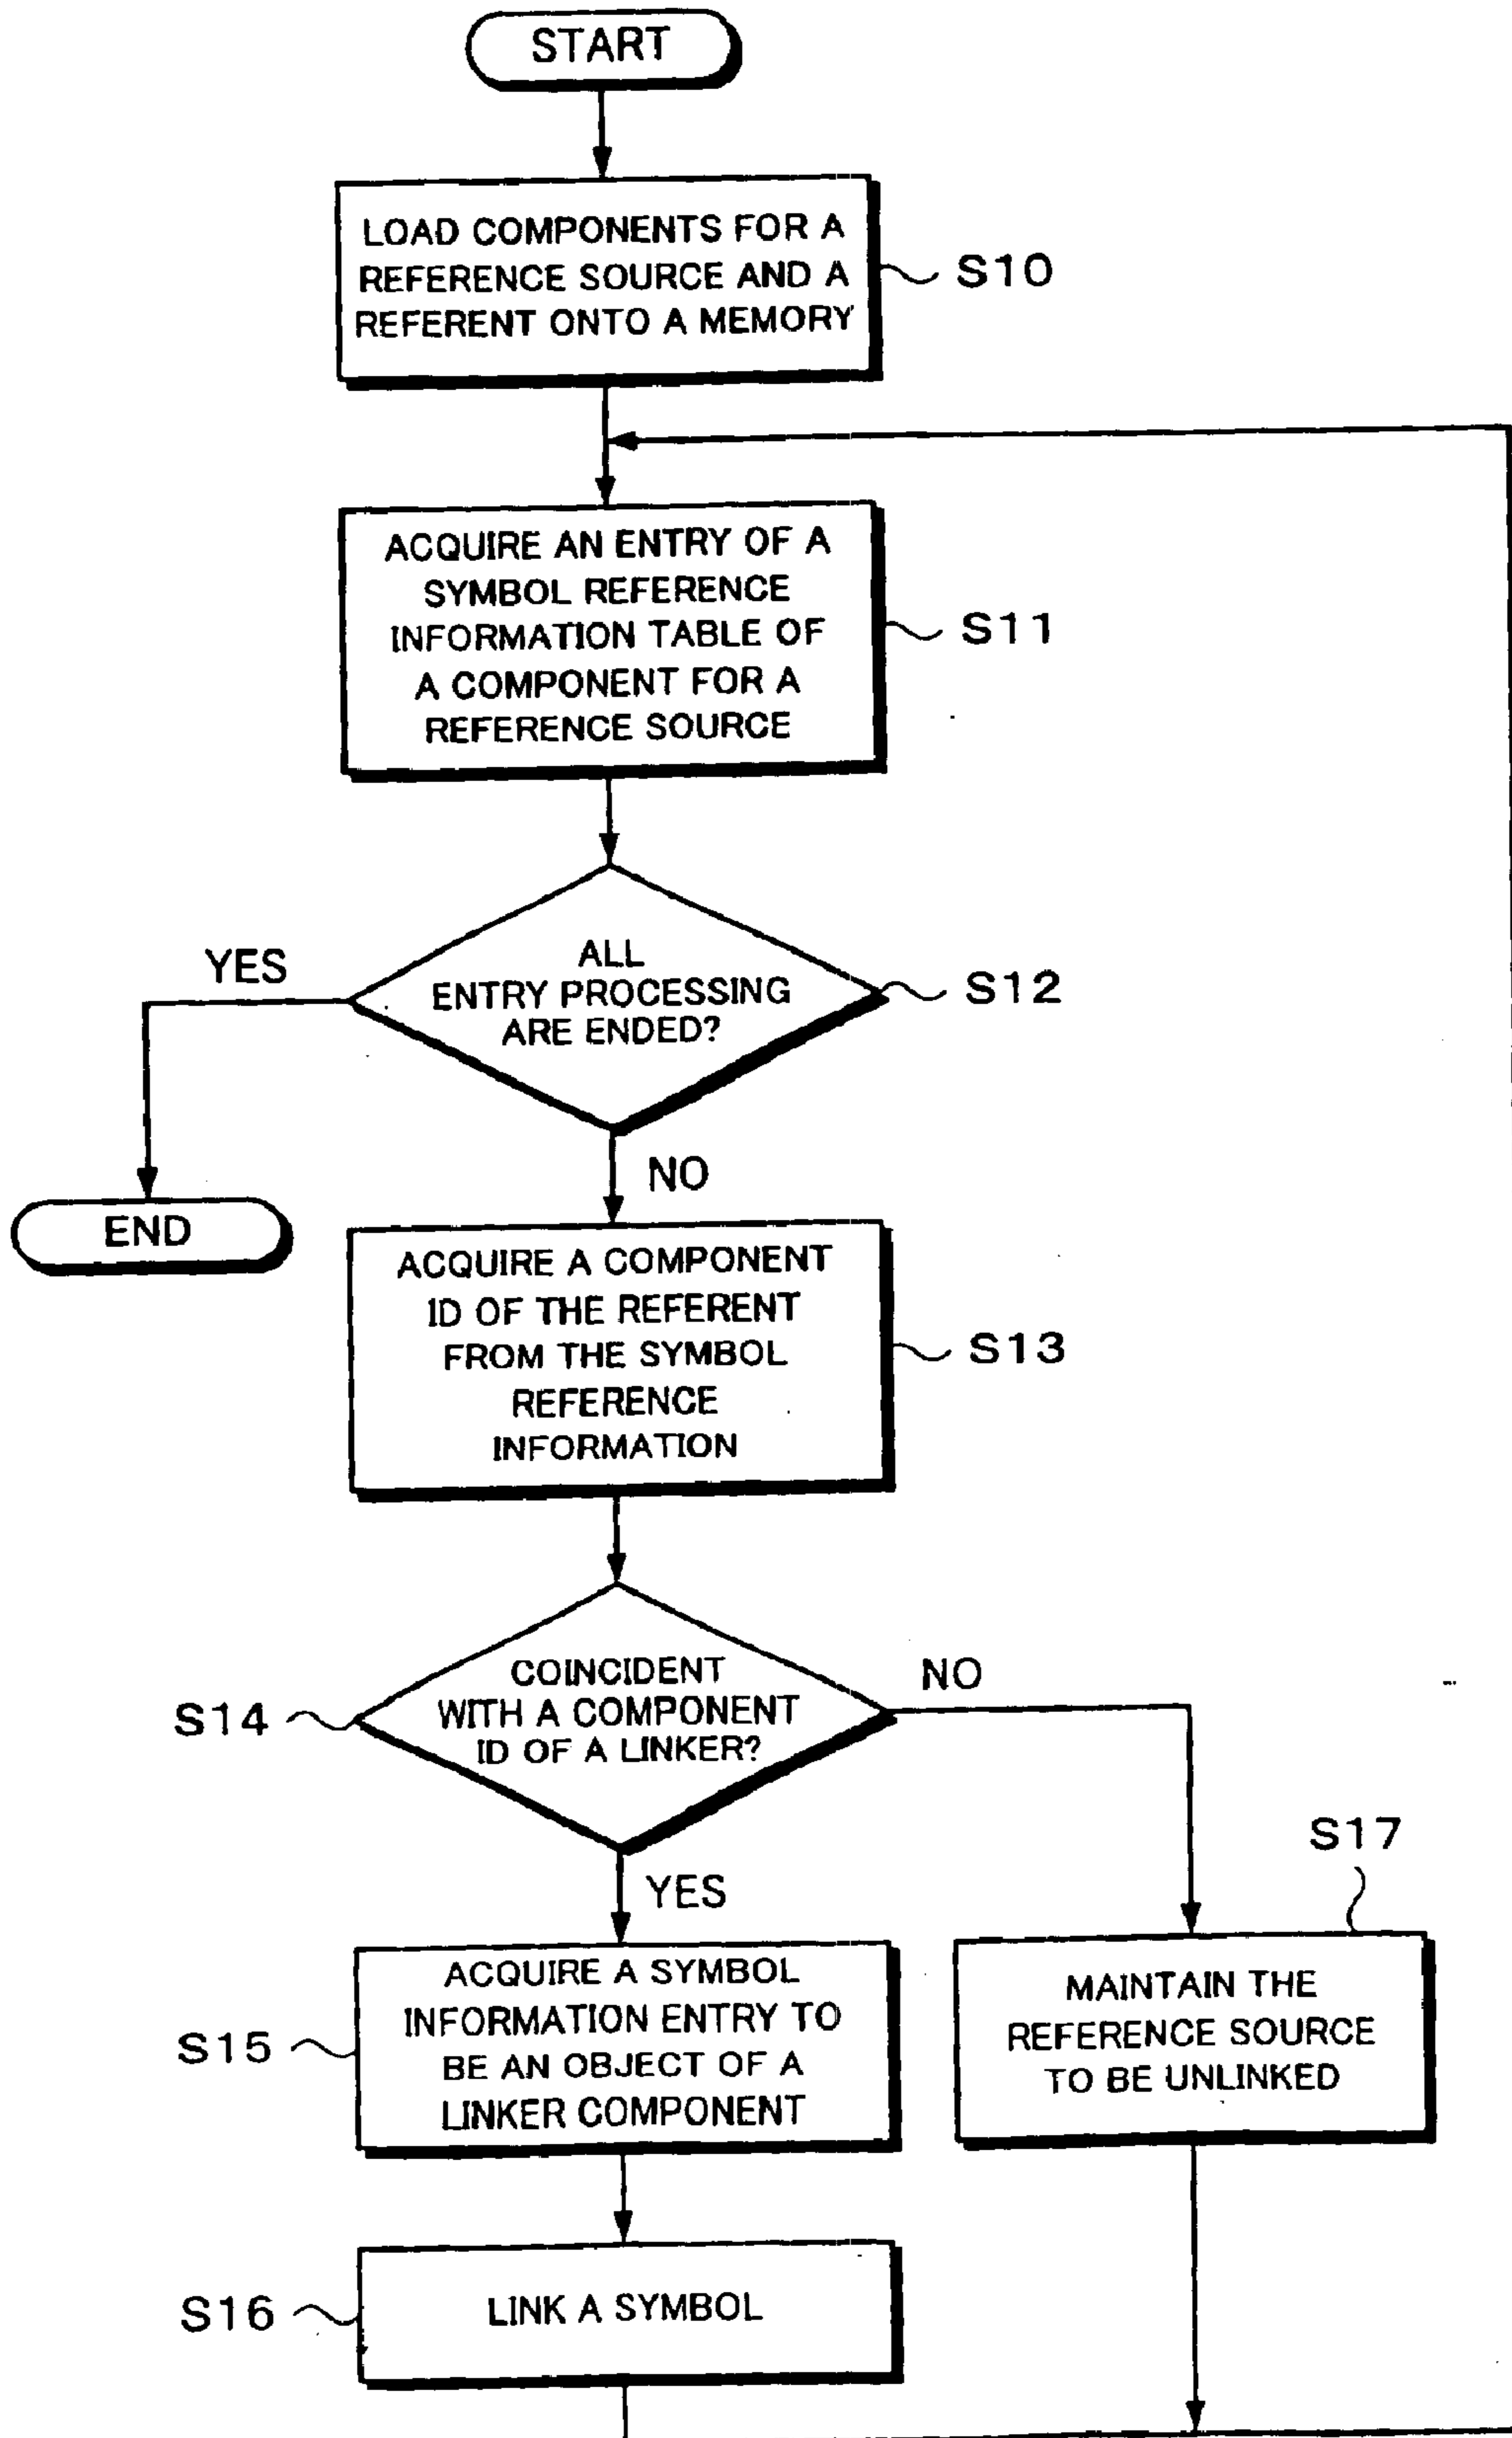 START
LOAD COMPONENTS FOR A
REFERENCE SOURCE AND A
REFERENT ONTO A MEMORY
S10
ACQUIRE AN ENTRY OF A
SYMBOL REFERENCE
INFORMATION TABLE OF
A COMPONENT FOR A
REFERENCE SOURCE
S11
ALL
ENTRY PROCESSING
ARE ENDED?
S12
YES
END
NO
ACQUIRE A COMPONENT
ID OF THE REFERENT
FROM THE SYMBOL
REFERENCE
INFORMATION
S13
COINCIDENT
WITH A COMPONENT
ID OF A LINKER?
S14
NO
YES
S17
ACQUIRE A SYMBOL
INFORMATION ENTRY TO
BE AN OBJECT OF A
LINKER COMPONENT
S15
MAINTAIN THE
REFERENCE SOURCE
TO BE UNLINKED
S16
LINK A SYMBOL